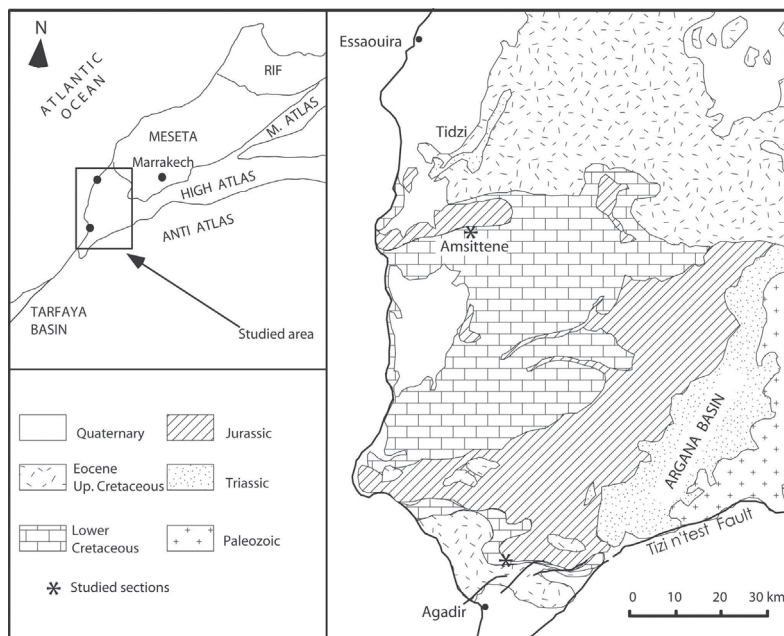 N
ATLANTIC
OCEAN
RIF
MESETA
M. ATLAS
Marrakech
HIGH ATLAS
ANTI ATLAS
TARFAYA
BASIN
Studied area
Quaternary
Jurassic
Eocene
Up. Cretaceous
Triassic
Lower
Cretaceous
Paleozoic
Studied sections
Essaouira
Tidzi
Amsittene
ARGANA BASIN
Tizi n'test Fault
Agadir
0 10 20 30 km